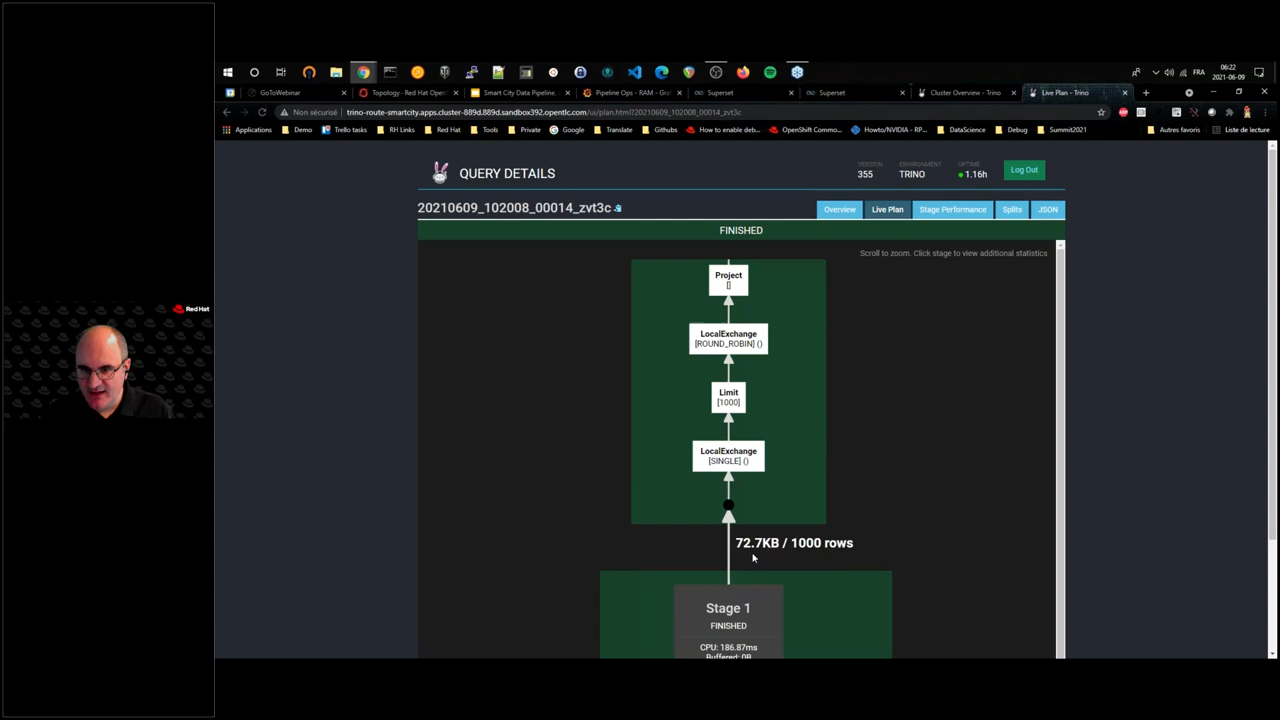 FRA
06:22
2021-06-09
GoToWebinar
Topology - Red Hat OpenSh
Smart City Data Pipeline,
Pipeline Ops - RAM - Graf
Superset
Superset
Cluster Overview - Trino
Live Plan - Trino
Non sécurisé
trino-route-smartcity.apps.cluster-889d.889d.sandbox392.opentlc.com/ui/plan.html?20210609_102008_00014_zvt3c
Applications
Demo
Trello tasks
RH Links
Red Hat
Tools
Private
Google
Translate
Githubs
How to enable deb...
OpenShift Commo...
Howto/NVIDIA - RP...
DataScience
Debug
Summit2021
Autres favoris
Liste de lecture
QUERY DETAILS
VERSION
355
ENVIRONMENT
TRINO
UPTIME
1.16h
Log Out
20210609_102008_00014_zvt3c
Overview
Live Plan
Stage Performance
Splits
JSON
FINISHED
Scroll to zoom. Click stage to view additional statistics
Project
[]
LocalExchange
[ROUND_ROBIN] ()
Limit
[1000]
LocalExchange
[SINGLE] ()
72.7KB / 1000 rows
Stage 1
FINISHED
CPU: 186.87ms
Buffered: 0B
Red Hat